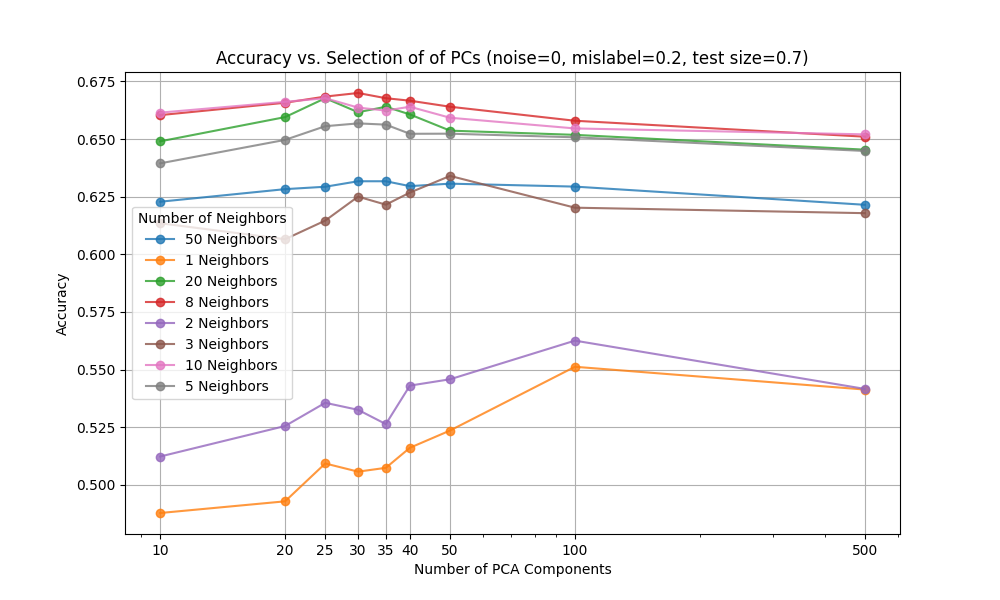 Accuracy vs. Selection of of PCs (noise=0, mislabel=0.2, test size=0.7)
Accuracy
0.675
0.650
0.625
0.600
0.575
0.550
0.525
0.500
Number of Neighbors
50 Neighbors
1 Neighbors
20 Neighbors
8 Neighbors
2 Neighbors
3 Neighbors
10 Neighbors
5 Neighbors
10 20 25 30 35 40 50 100 500
Number of PCA Components